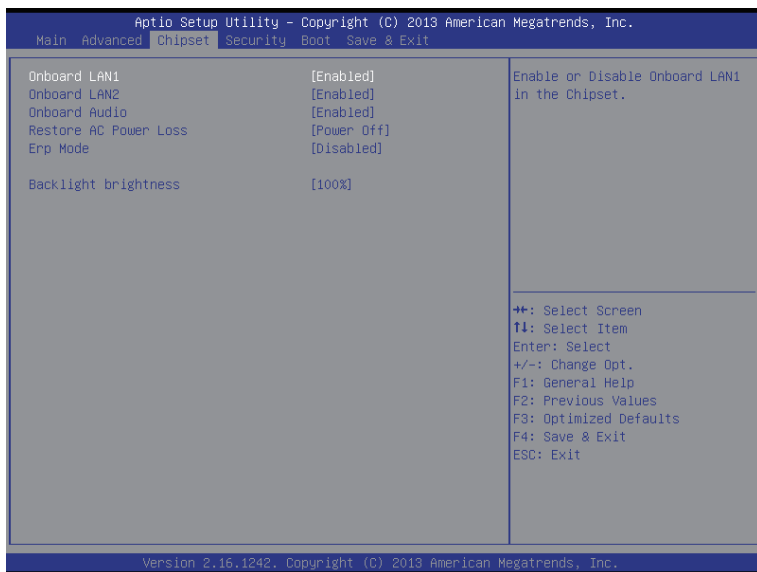 Aptio Setup Utility – Copyright (C) 2013 American Megatrends, Inc.
Main Advanced Chipset Security Boot Save & Exit
Onboard LAN1 [Enabled]
Onboard LAN2 [Enabled]
Onboard Audio [Enabled]
Restore AC Power Loss [Power Off]
Erp Mode [Disabled]
Backlight brightness [100%]
Enable or Disable Onboard LAN1
in the Chipset.
→←: Select Screen
↑↓: Select Item
Enter: Select
+/-: Change Opt.
F1: General Help
F2: Previous Values
F3: Optimized Defaults
F4: Save & Exit
ESC: Exit
Version 2.16.1242. Copyright (C) 2013 American Megatrends, Inc.